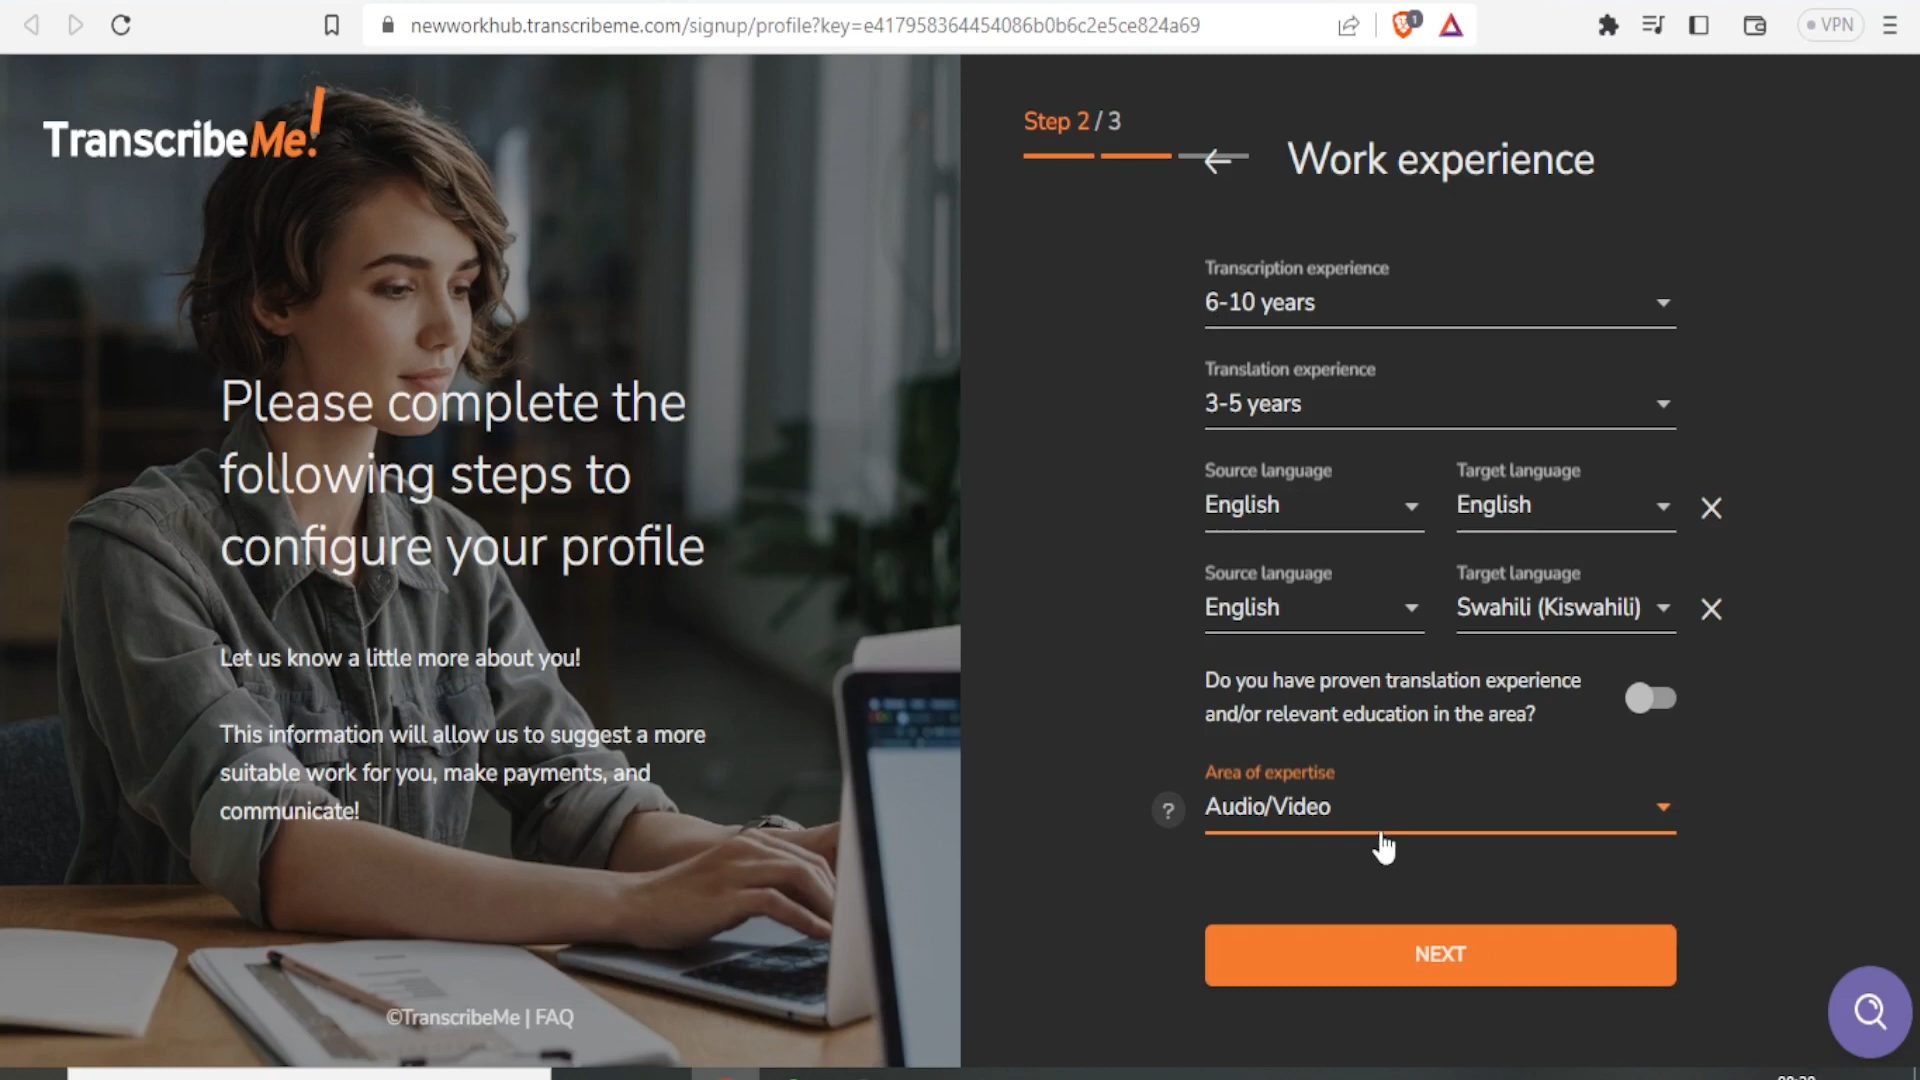 newworkhub.transcribeme.com/signup/profile?key=e417958364454086b0b6c2e5ce824a69
1
VPN
TranscribeMe!
Please complete the
following steps to
configure your profile
Let us know a little more about you!
This information will allow us to suggest a more
suitable work for you, make payments, and
communicate!
©TranscribeMe | FAQ
Step 2 / 3
Work experience
Transcription experience
6-10 years
Translation experience
3-5 years
Source language Target language
English English
Source language Target language
English Swahili (Kiswahili)
Do you have proven translation experience
and/or relevant education in the area?
Area of expertise
? Audio/Video
NEXT